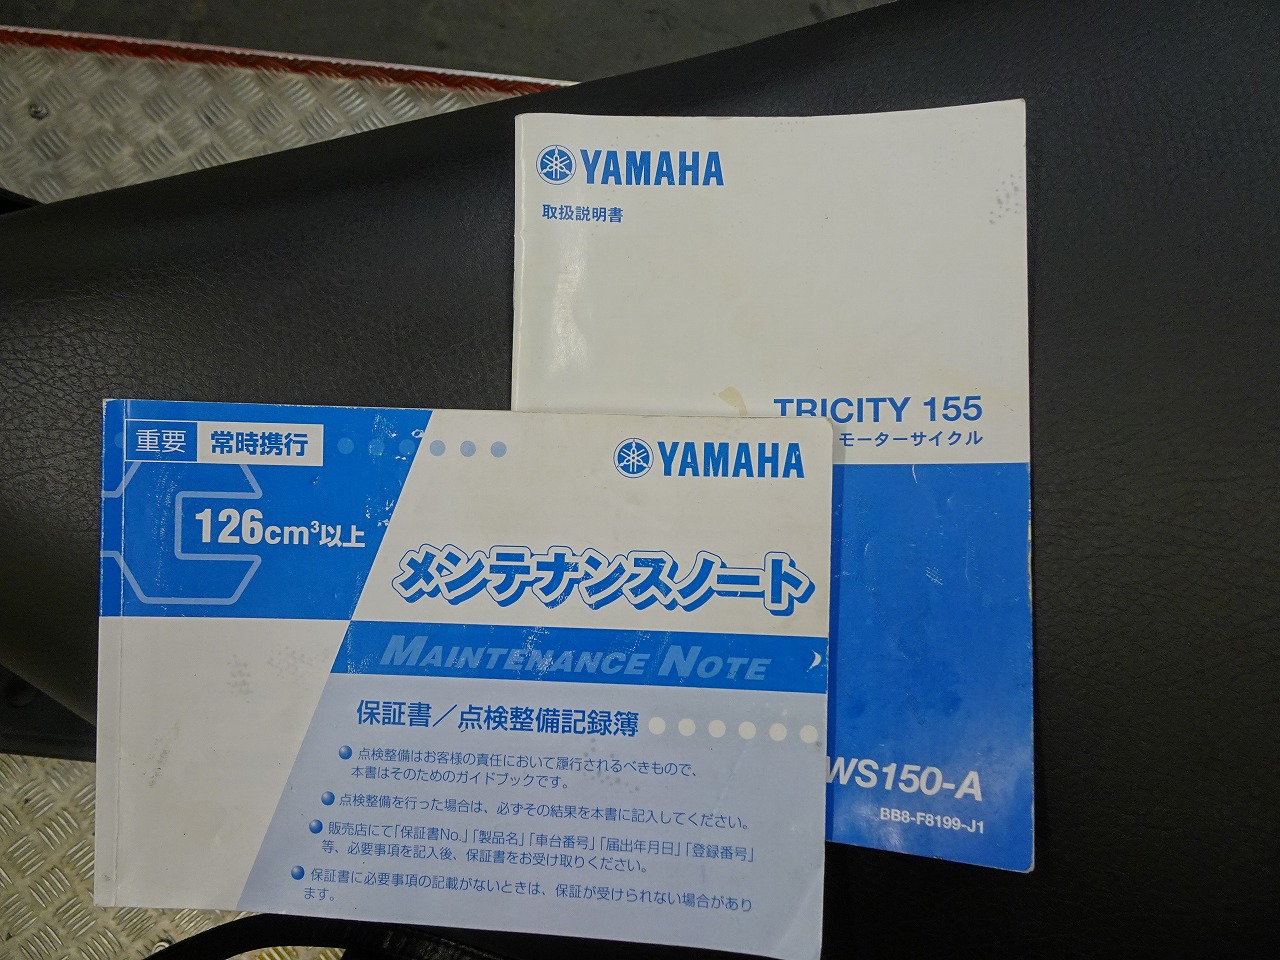 YAMAHA
取扱説明書
TRICITY 155
モーターサイクル
WS150-A
BB8-F8199-J1
重要 常時携行
126cm³以上
YAMAHA
メンテナンスノート
MAINTENANCE NOTE
保証書／点検整備記録簿
点検整備はお客様の責任において履行されるべきもので、
本書はそのためのガイドブックです。
点検整備を行った場合は、必ずその結果を本書に記入してください。
販売店にて「保証書No.」「製品名」「車台番号」「届出年月日」「登録番号」
等、必要事項を記入後、保証書をお受け取りください。
保証書に必要事項の記載がないときは、保証が受けられない場合があり
ます。